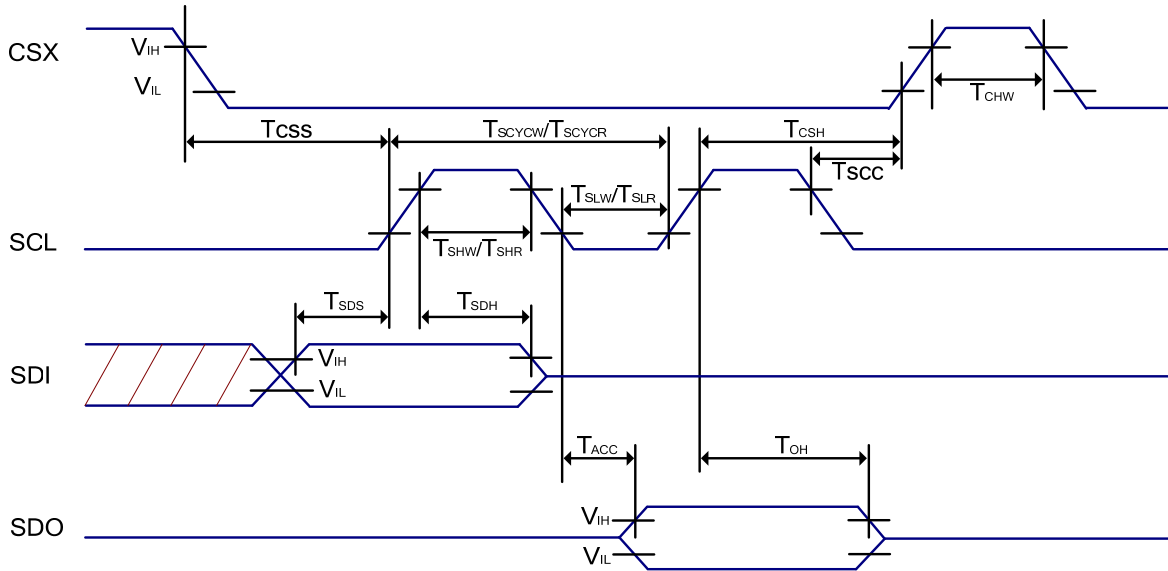 CSX
VIH
VIL
TCHW
TCSS
TSCYCW/TSCYCR
TCSH
TSCC
TSLW/TSLR
SCL
TSHW/TSHR
TSDS
TSDH
SDI
VIH
VIL
TACC
TOH
SDO
VIH
VIL